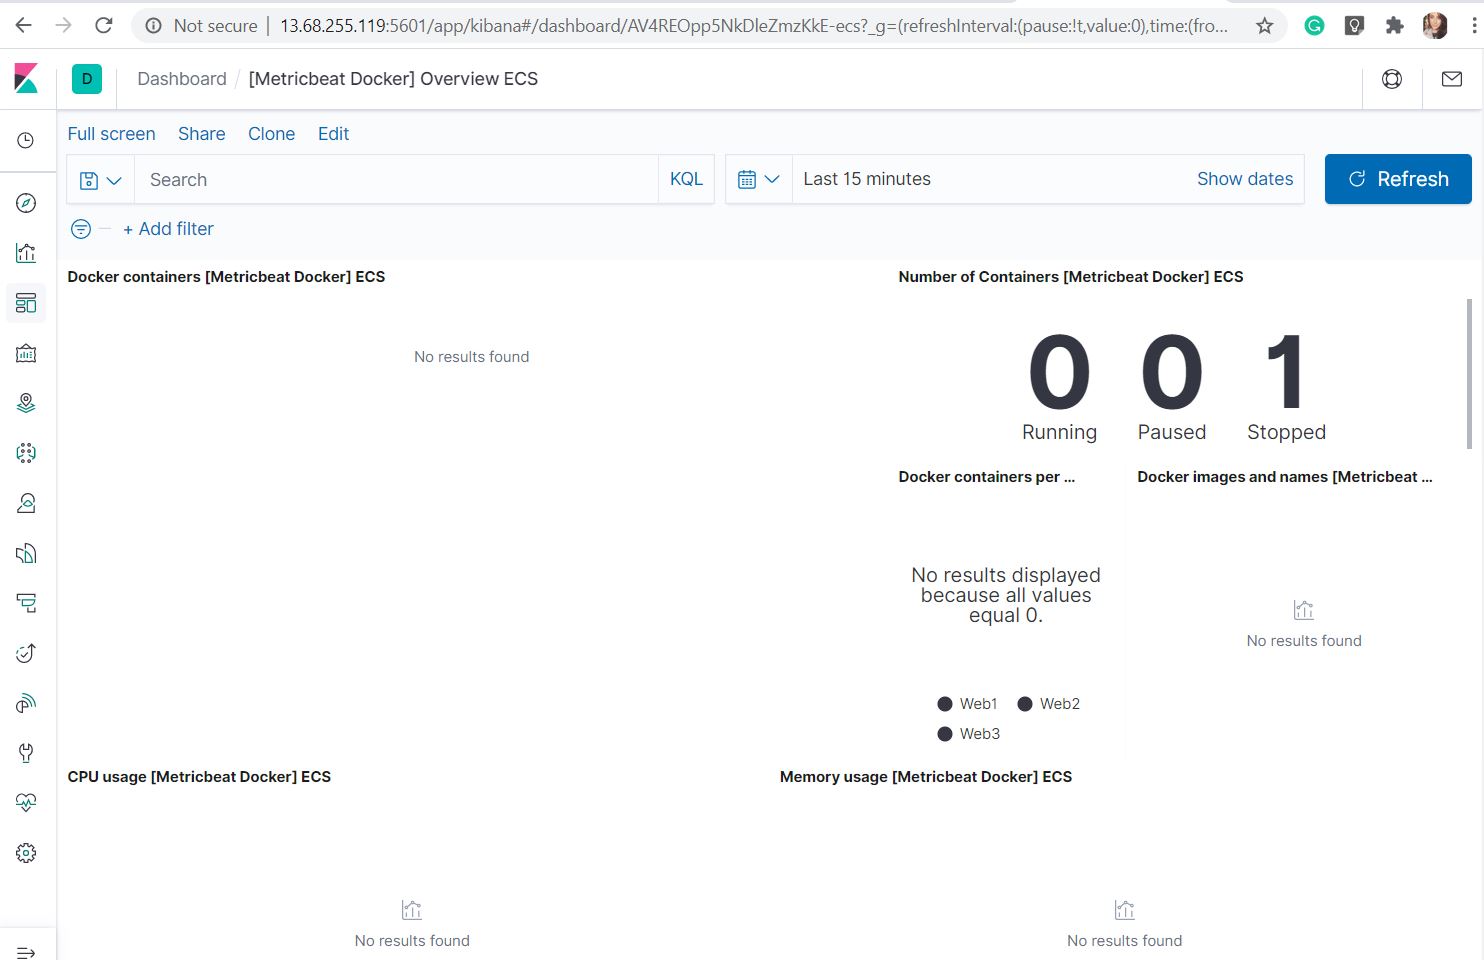 Not secure | 13.68.255.119:5601/app/kibana#/dashboard/AV4REOpp5NkDleZmzKkE-ecs?_g=(refreshInterval:(pause:!t,value:0),time:(fro...
D Dashboard / [Metricbeat Docker] Overview ECS
Full screen Share Clone Edit
Search KQL Last 15 minutes Show dates Refresh
+ Add filter
Docker containers [Metricbeat Docker] ECS
No results found
Number of Containers [Metricbeat Docker] ECS
0 0 1
Running Paused Stopped
Docker containers per ...
No results displayed
because all values
equal 0.
Web1 Web2
Web3
Docker images and names [Metricbeat ...
No results found
CPU usage [Metricbeat Docker] ECS
No results found
Memory usage [Metricbeat Docker] ECS
No results found